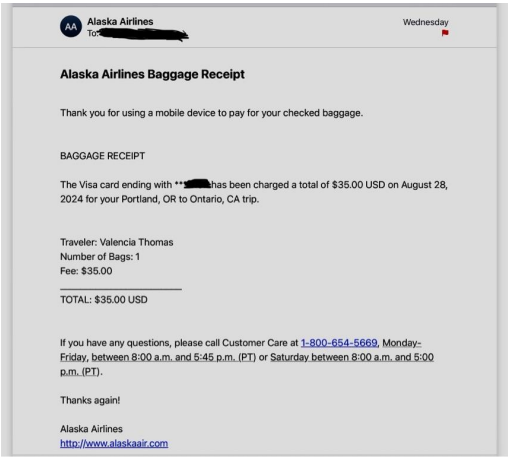 AA
Alaska Airlines
Wednesday
To:
Alaska Airlines Baggage Receipt
Thank you for using a mobile device to pay for your checked baggage.
BAGGAGE RECEIPT
The Visa card ending with ** has been charged a total of $35.00 USD on August 28,
2024 for your Portland, OR to Ontario, CA trip.
Traveler: Valencia Thomas
Number of Bags: 1
Fee: $35.00
TOTAL: $35.00 USD
If you have any questions, please call Customer Care at 1-800-654-5669, Monday-
Friday, between 8:00 a.m. and 5:45 p.m. (PT) or Saturday between 8:00 a.m. and 5:00
p.m. (PT).
Thanks again!
Alaska Airlines
http://www.alaskaair.com